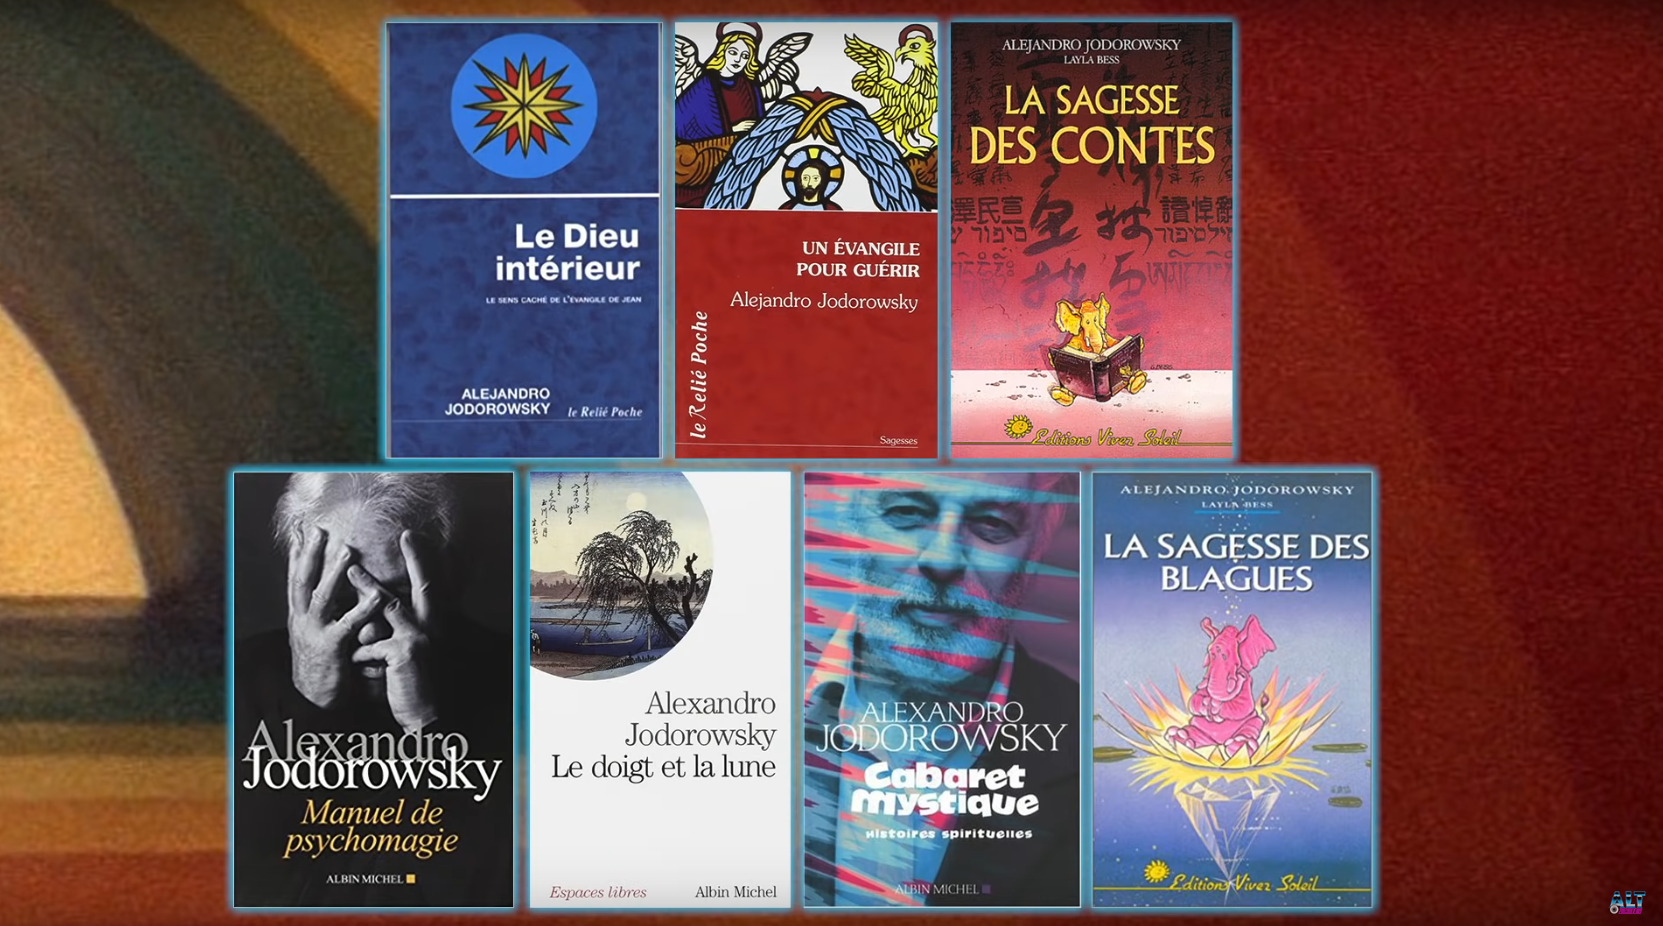 Le Dieu
intérieur
LE SENS CACHÉ DE L'ÉVANGILE DE JEAN
ALEJANDRO
JODOROWSKY
le Relié Poche
UN ÉVANGILE
POUR GUÉRIR
Alejandro Jodorowsky
le Relié Poche
Sagesses
ALEJANDRO JODOROWSKY
LAYLA BESS
LA SAGESSE
DES CONTES
Editions Vivez Soleil
Alexandro
Jodorowsky
Manuel de
psychomagie
ALBIN MICHEL
Alexandro
Jodorowsky
Le doigt et la lune
Espaces libres
Albin Michel
ALEXANDRO
JODOROWSKY
Cabaret
mystique
Histoires spirituelles
ALBIN MICHEL
ALEJANDRO JODOROWSKY
LAYLA BESS
LA SAGESSE DES
BLAGUES
Editions Vivez Soleil
ALT